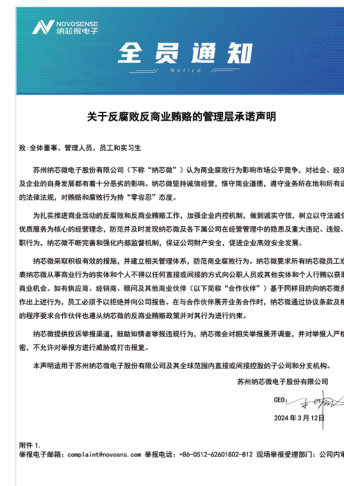 NOVOSENSE
纳芯微电子
全员通知
Notice
关于反腐败反商业贿赂的管理层承诺声明
致:全体董事、管理人员、员工和实习生
苏州纳芯微电子股份有限公司（下称“纳芯微”）认为商业腐败行为影响市场公平竞争，对社会、经济
及企业的自身发展都有着十分恶劣的影响。纳芯微坚持诚信经营，恪守商业道德，遵守业务所在地和所有适
的法律法规，对贿赂和腐败行为持“零容忍”态度。
为扎实推进商业活动的反腐败和反商业贿赂工作，加强企业内控机制，做到诚实守信，树立以守法诚信
优质服务为核心的经营理念，防范并及时发现纳芯微及各下属公司在经营管理中的隐患及重大违纪、违规、
职行为，纳芯微不断完善和强化内部监督机制，保证公司财产安全，促进企业高效安全发展。
纳芯微采取积极有效的措施，并建立相关管理体系，防范商业腐败行为。纳芯微要求所有纳芯微员工或
表纳芯微从事商业行为的实体和个人不得以任何直接或间接的方式向公职人员或其他实体和个人行贿以获
商业机会。如有供应商、经销商、顾问及其他商业伙伴（以下简称“合作伙伴”）基于同样目的向纳芯微员
作出上述行为，员工必须予以拒绝并向公司报告。在与合作伙伴开展业务合作时，纳芯微通过协议条款及
的程序要求合作伙伴也遵从纳芯微的反商业贿赂政策并对其行为进行约束。
纳芯微提供投诉举报渠道，鼓励知情者举报违规行为，纳芯微会对相关举报展开调查，并对举报人严
密，不允许对举报方进行威胁或打击报复。
本声明适用于苏州纳芯微电子股份有限公司及其全球范围内直接或间接控股的子公司和分支机构。
苏州纳芯微电子股份有限公司
CEO:
2024 年 3 月 12
附件 1.
举报电子邮箱：complaint@novosns.com 举报电话：+86-0512-62601802-812 现场举报受理部门：公司内